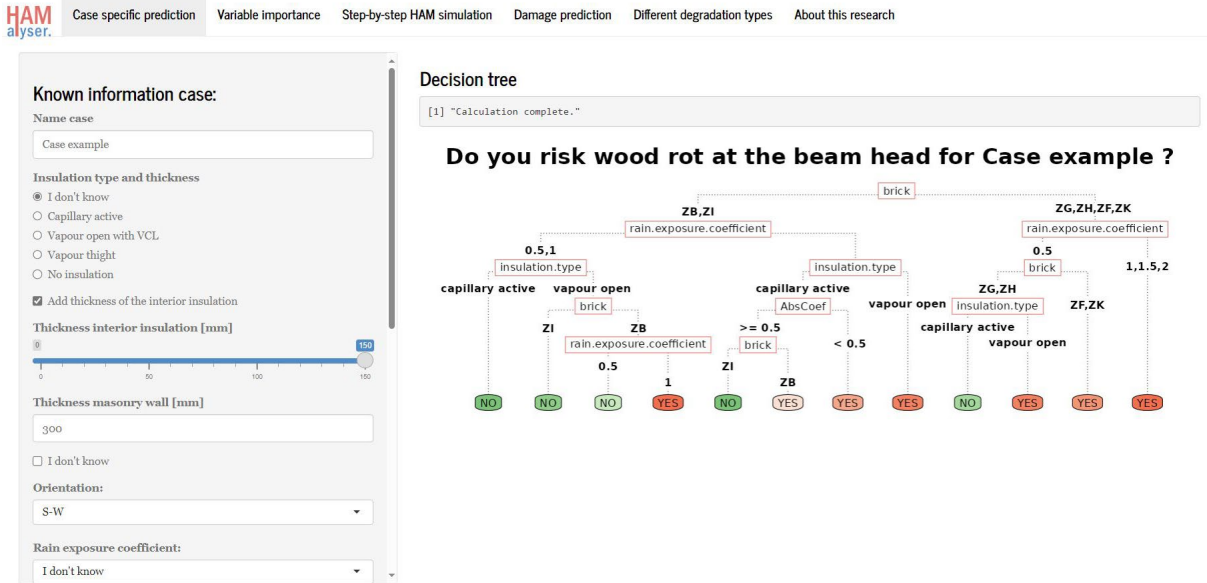 HAM
alyser.
Case specific prediction
Variable importance
Step-by-step HAM simulation
Damage prediction
Different degradation types
About this research
Known information case:
Name case
Case example
Insulation type and thickness
I don't know
Capillary active
Vapour open with VCL
Vapour thight
No insulation
Add thickness of the interior insulation
Thickness interior insulation [mm]
0
150
0
50
100
150
Thickness masonry wall [mm]
300
I don't know
Orientation:
S-W
Rain exposure coefficient:
I don't know
Decision tree
[1] "Calculation complete."
Do you risk wood rot at the beam head for Case example ?
brick
ZB,ZI
ZG,ZH,ZF,ZK
rain.exposure.coefficient
rain.exposure.coefficient
0.5,1
0.5
1,1.5,2
insulation.type
insulation.type
brick
capillary active
vapour open
capillary active
vapour open
ZG,ZH
ZF,ZK
brick
AbsCoef
insulation.type
ZI
ZB
>= 0.5
< 0.5
capillary active
vapour open
rain.exposure.coefficient
brick
0.5
1
ZI
ZB
NO
NO
NO
YES
NO
YES
YES
YES
NO
YES
YES
YES